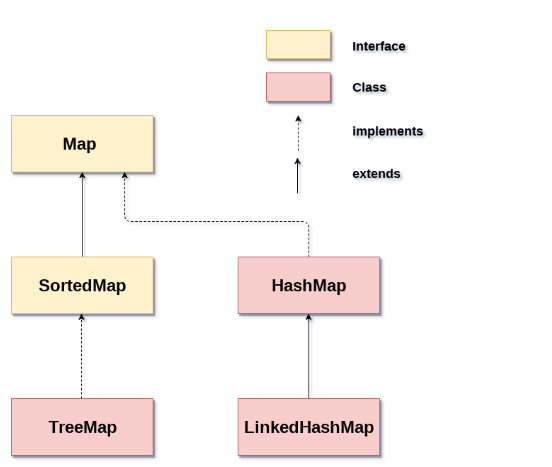 Interface
Class
implements
extends
Map
SortedMap
HashMap
TreeMap
LinkedHashMap